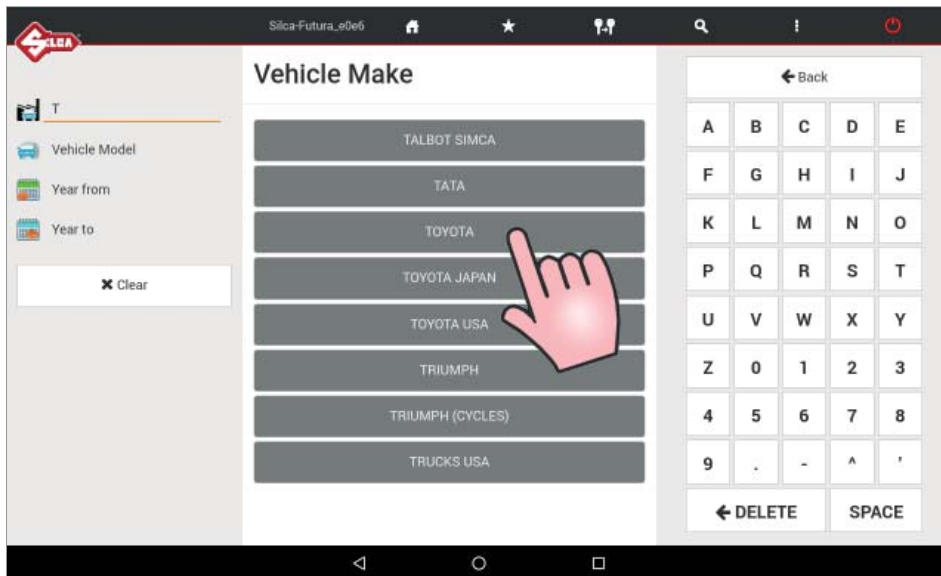 Silca-Futura_e0e6
SILCA
Vehicle Make
T
Vehicle Model
Year from
Year to
Clear
TALBOT SIMCA
TATA
TOYOTA
TOYOTA JAPAN
TOYOTA USA
TRIUMPH
TRIUMPH (CYCLES)
TRUCKS USA
Back
A B C D E
F G H I J
K L M N O
P Q R S T
U V W X Y
Z 0 1 2 3
4 5 6 7 8
9 . - ^ '
DELETE SPACE